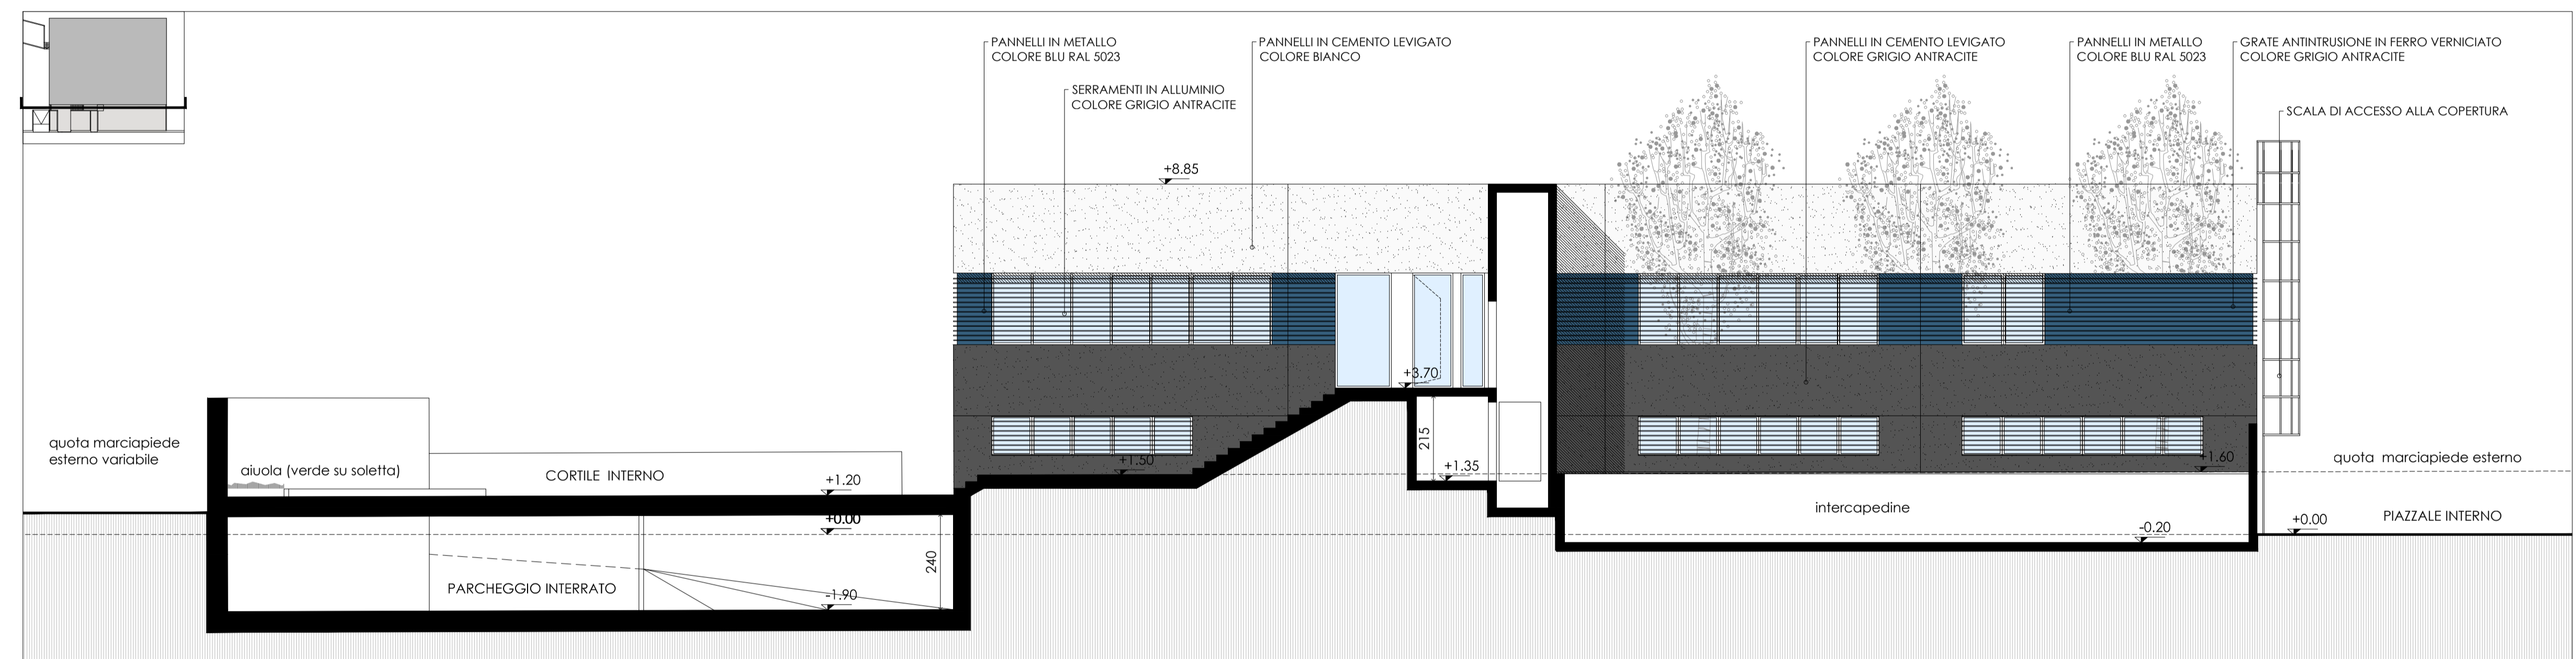 PANNELLI IN METALLO
COLORE BLU RAL 5023
SERRAMENTI IN ALLUMINIO
COLORE GRIGIO ANTRACITE
PANNELLI IN CEMENTO LEVIGATO
COLORE BIANCO
PANNELLI IN CEMENTO LEVIGATO
COLORE GRIGIO ANTRACITE
PANNELLI IN METALLO
COLORE BLU RAL 5023
GRATE ANTINTRUSIONE IN FERRO VERNICIATO
COLORE GRIGIO ANTRACITE
SCALA DI ACCESSO ALLA COPERTURA
+8.85
+3.70
215
+1.35
+1.50
+1.60
quota marciapiede
esterno variabile
aiuola (verde su soletta)
CORTILE INTERNO
+1.20
+0.00
240
PARCHEGGIO INTERRATO
-1.90
intercapedine
-0.20
quota marciapiede esterno
+0.00
PIAZZALE INTERNO